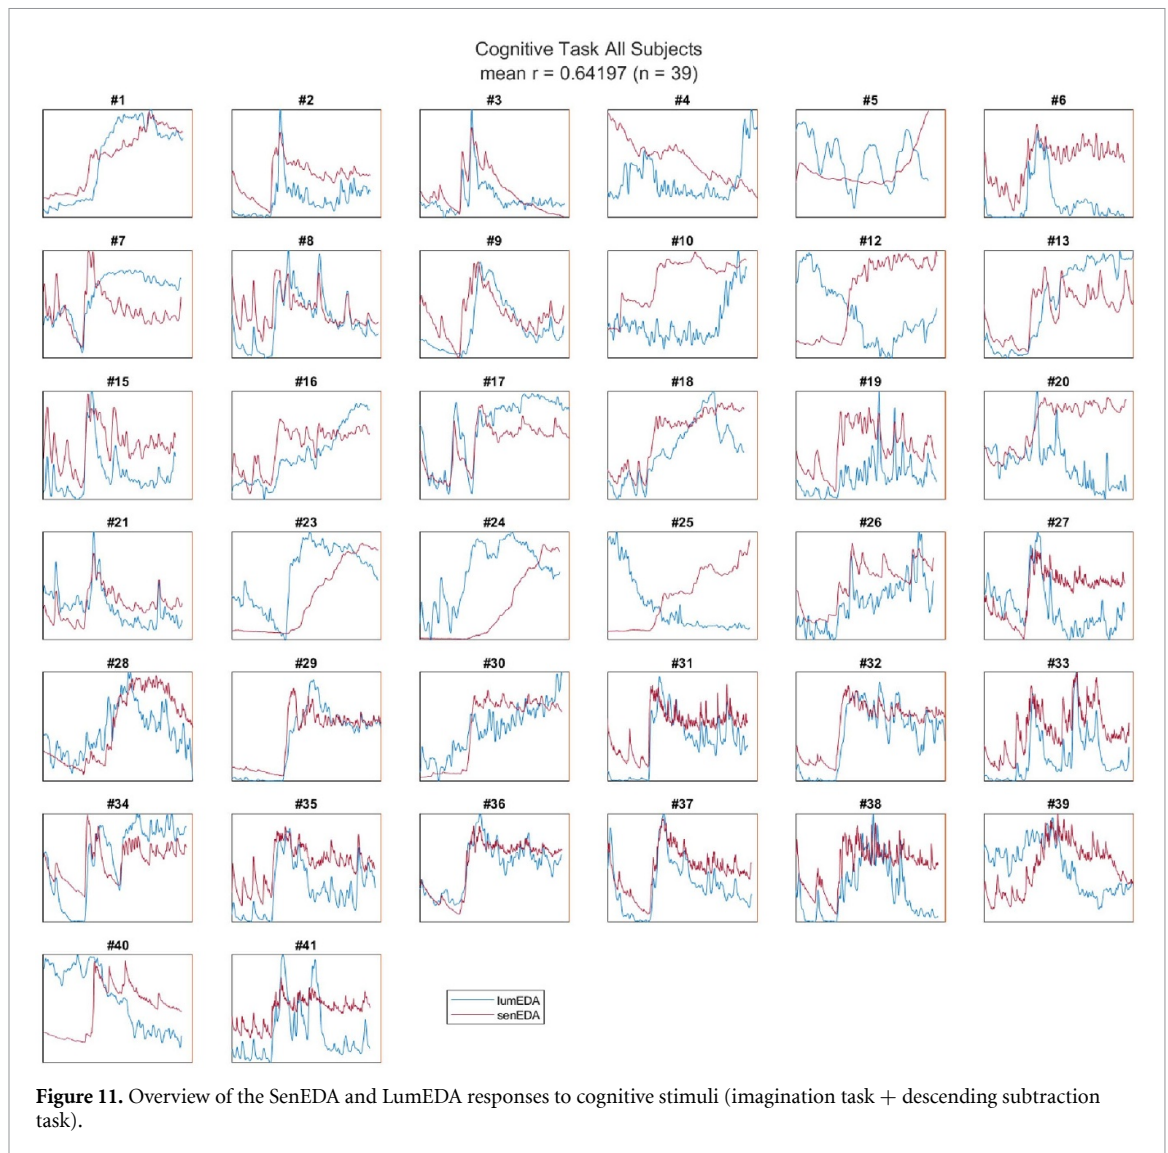 Cognitive Task All Subjects
mean r = 0.64197 (n = 39)
#1 #2 #3 #4 #5 #6
#7 #8 #9 #10 #12 #13
#15 #16 #17 #18 #19 #20
#21 #23 #24 #25 #26 #27
#28 #29 #30 #31 #32 #33
#34 #35 #36 #37 #38 #39
#40 #41
lumEDA
senEDA
Figure 11. Overview of the SenEDA and LumEDA responses to cognitive stimuli (imagination task + descending subtraction
task).